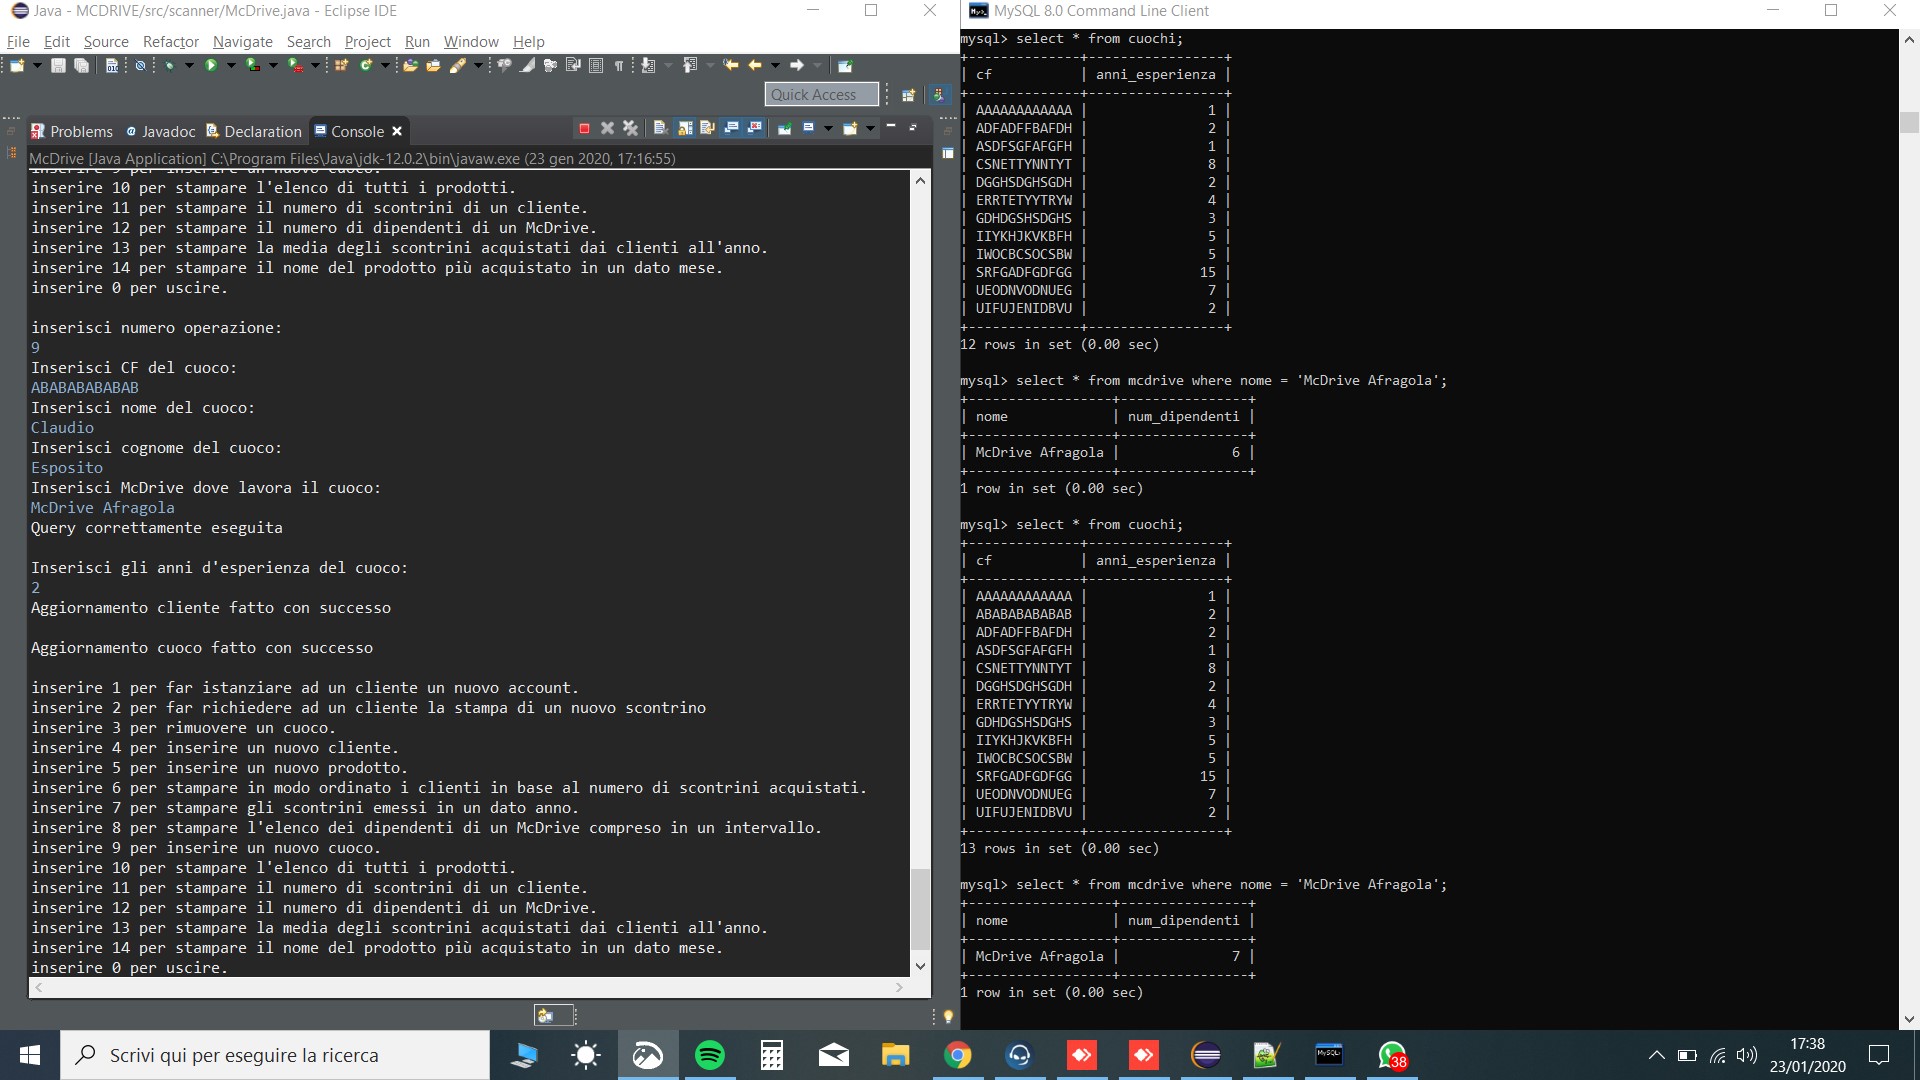 Java - MCDRIVE/src/scanner/McDrive.java - Eclipse IDE
File Edit Source Refactor Navigate Search Project Run Window Help
Quick Access
Problems Javadoc Declaration Console
McDrive [Java Application] C:\Program Files\Java\jdk-12.0.2\bin\javaw.exe (23 gen 2020, 17:16:55)
inserire 9 per inserire un nuovo cuoco.
inserire 10 per stampare l'elenco di tutti i prodotti.
inserire 11 per stampare il numero di scontrini di un cliente.
inserire 12 per stampare il numero di dipendenti di un McDrive.
inserire 13 per stampare la media degli scontrini acquistati dai clienti all'anno.
inserire 14 per stampare il nome del prodotto più acquistato in un dato mese.
inserire 0 per uscire.
inserisci numero operazione:
9
Inserisci CF del cuoco:
ABABABABABAB
Inserisci nome del cuoco:
Claudio
Inserisci cognome del cuoco:
Esposito
Inserisci McDrive dove lavora il cuoco:
McDrive Afragola
Query correttamente eseguita
Inserisci gli anni d'esperienza del cuoco:
2
Aggiornamento cliente fatto con successo
Aggiornamento cuoco fatto con successo
inserire 1 per far istanziare ad un cliente un nuovo account.
inserire 2 per far richiedere ad un cliente la stampa di un nuovo scontrino
inserire 3 per rimuovere un cuoco.
inserire 4 per inserire un nuovo cliente.
inserire 5 per inserire un nuovo prodotto.
inserire 6 per stampare in modo ordinato i clienti in base al numero di scontrini acquistati.
inserire 7 per stampare gli scontrini emessi in un dato anno.
inserire 8 per stampare l'elenco dei dipendenti di un McDrive compreso in un intervallo.
inserire 9 per inserire un nuovo cuoco.
inserire 10 per stampare l'elenco di tutti i prodotti.
inserire 11 per stampare il numero di scontrini di un cliente.
inserire 12 per stampare il numero di dipendenti di un McDrive.
inserire 13 per stampare la media degli scontrini acquistati dai clienti all'anno.
inserire 14 per stampare il nome del prodotto più acquistato in un dato mese.
inserire 0 per uscire.
MySQL 8.0 Command Line Client
mysql> select * from cuochi;
+--------------+-----------------+
| cf | anni_esperienza |
+--------------+-----------------+
| AAAAAAAAAAAA | 1 |
| ADFADFFBAFDH | 2 |
| ASDFSGFAFGFH | 1 |
| CSNETTYNNTYT | 8 |
| DGGHSDGHSGDH | 2 |
| ERRTETYYTRYW | 4 |
| GDHDGSHSDGHS | 3 |
| IIYKHJKVKBFH | 5 |
| IWOCBCSOCSBW | 5 |
| SRFGADFGDFGG | 15 |
| UEODNVODNUEG | 7 |
| UIFUJENIDBVU | 2 |
+--------------+-----------------+
12 rows in set (0.00 sec)
mysql> select * from mcdrive where nome = 'McDrive Afragola';
+------------------+----------------+
| nome | num_dipendenti |
+------------------+----------------+
| McDrive Afragola | 6 |
+------------------+----------------+
1 row in set (0.00 sec)
mysql> select * from cuochi;
+--------------+-----------------+
| cf | anni_esperienza |
+--------------+-----------------+
| AAAAAAAAAAAA | 1 |
| ABABABABABAB | 2 |
| ADFADFFBAFDH | 2 |
| ASDFSGFAFGFH | 1 |
| CSNETTYNNTYT | 8 |
| DGGHSDGHSGDH | 2 |
| ERRTETYYTRYW | 4 |
| GDHDGSHSDGHS | 3 |
| IIYKHJKVKBFH | 5 |
| IWOCBCSOCSBW | 5 |
| SRFGADFGDFGG | 15 |
| UEODNVODNUEG | 7 |
| UIFUJENIDBVU | 2 |
+--------------+-----------------+
13 rows in set (0.00 sec)
mysql> select * from mcdrive where nome = 'McDrive Afragola';
+------------------+----------------+
| nome | num_dipendenti |
+------------------+----------------+
| McDrive Afragola | 7 |
+------------------+----------------+
1 row in set (0.00 sec)
Scrivi qui per eseguire la ricerca
38
17:38
23/01/2020